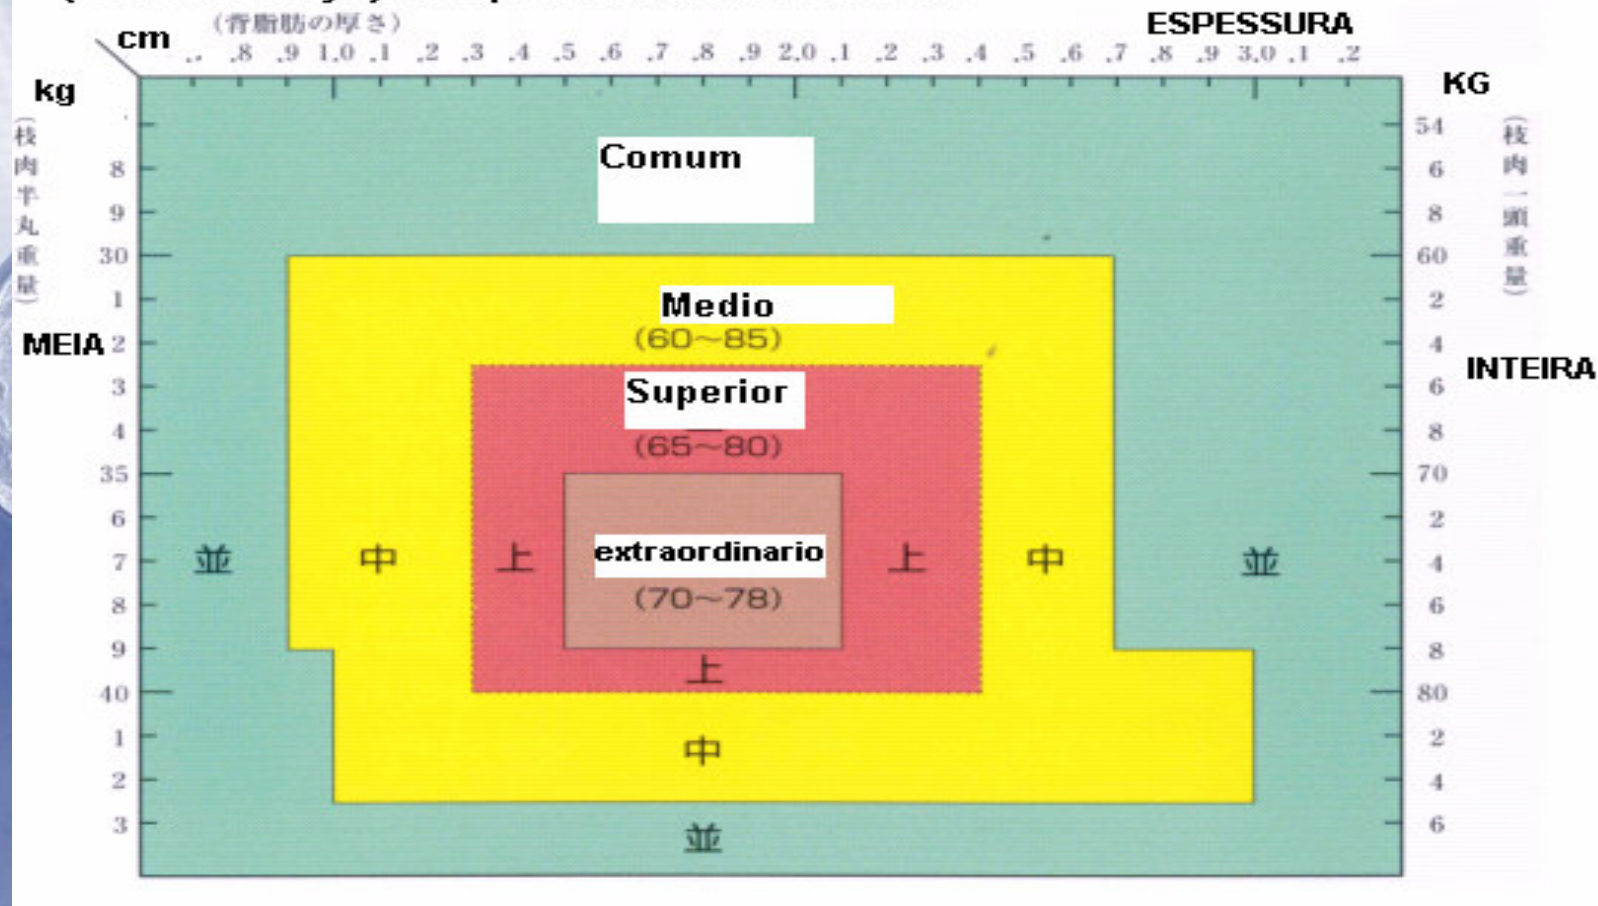 (背脂肪の厚さ)
ESPESSURA
cm
.8 .9 1.0 .1 .2 .3 .4 .5 .6 .7 .8 .9 2.0 .1 .2 .3 .4 .5 .6 .7 .8 .9 3.0 .1 .2
kg
KG
(枝肉半丸重量)
(枝肉一頭重量)
54
Comum
8
6
9
8
30
60
1
Medio
2
MEIA
2
(60～85)
4
INTEIRA
3
Superior
6
4
(65～80)
8
35
70
6
2
並
中
上
extraordinario
上
中
並
7
4
8
(70～78)
6
9
上
8
40
80
1
中
2
2
4
3
並
6